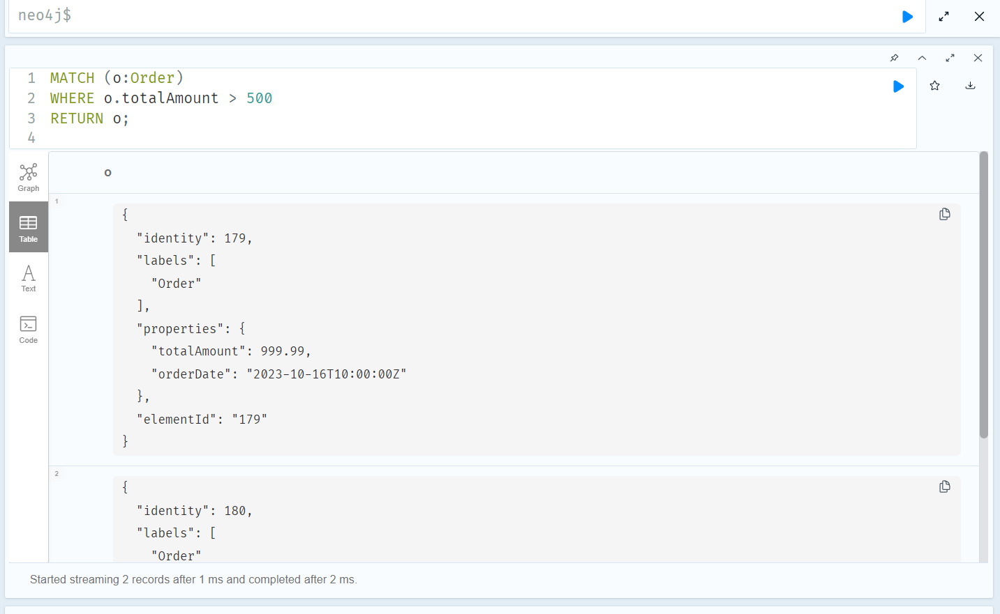 neo4j$
1 MATCH (o:Order)
2 WHERE o.totalAmount > 500
3 RETURN o;
4
Graph
Table
Text
Code
o
1
{
"identity": 179,
"labels": [
"Order"
],
"properties": {
"totalAmount": 999.99,
"orderDate": "2023-10-16T10:00:00Z"
},
"elementId": "179"
}
2
{
"identity": 180,
"labels": [
"Order"
Started streaming 2 records after 1 ms and completed after 2 ms.